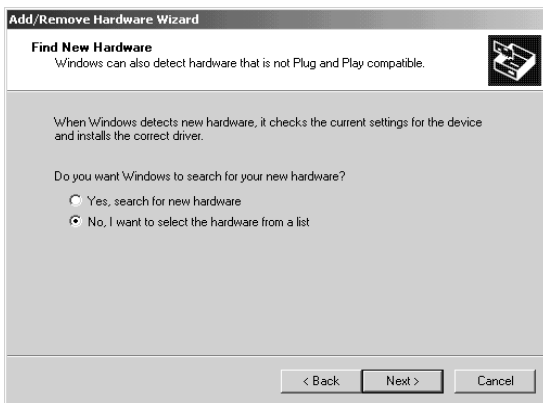 Add/Remove Hardware Wizard
Find New Hardware
Windows can also detect hardware that is not Plug and Play compatible.
When Windows detects new hardware, it checks the current settings for the device
and installs the correct driver.
Do you want Windows to search for your new hardware?
Yes, search for new hardware
No, I want to select the hardware from a list
< Back Next > Cancel